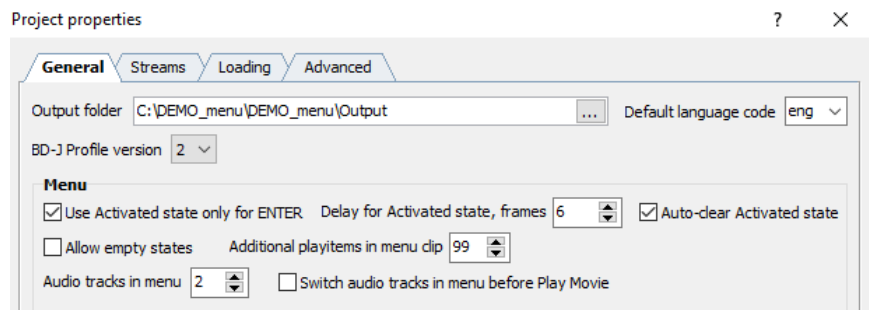 Project properties ?
General Streams Loading Advanced
Output folder C:\DEMO_menu\DEMO_menu\Output ... Default language code eng
BD-J Profile version 2
Menu
Use Activated state only for ENTER Delay for Activated state, frames 6 Auto-clear Activated state
Allow empty states Additional playitems in menu clip 99
Audio tracks in menu 2 Switch audio tracks in menu before Play Movie